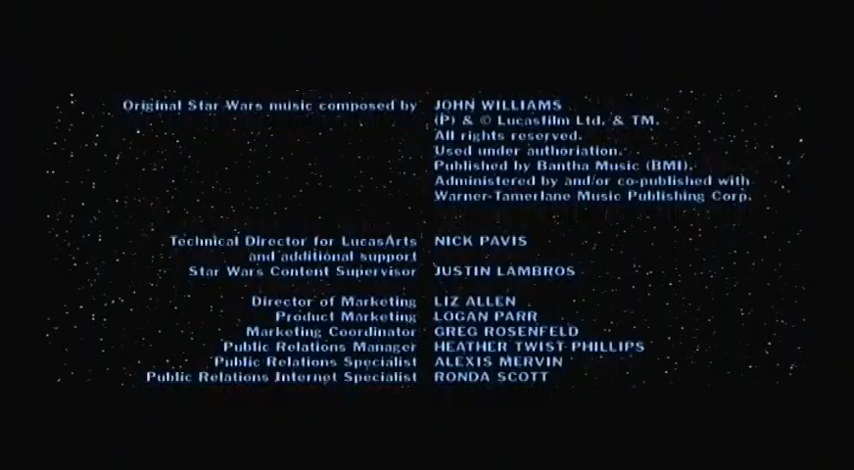 Original Star Wars music composed by JOHN WILLIAMS
(P) & © Lucasfilm Ltd. & TM.
All rights reserved.
Used under authoriation.
Published by Bantha Music (BMI).
Administered by and/or co-published with
Warner-Tamerlane Music Publishing Corp.
Technical Director for LucasArts NICK PAVIS
and additional support
Star Wars Content Supervisor JUSTIN LAMBROS
Director of Marketing LIZ ALLEN
Product Marketing LOGAN PARR
Marketing Coordinator GREG ROSENFELD
Public Relations Manager HEATHER TWIST PHILLIPS
Public Relations Specialist ALEXIS MERVIN
Public Relations Internet Specialist RONDA SCOTT